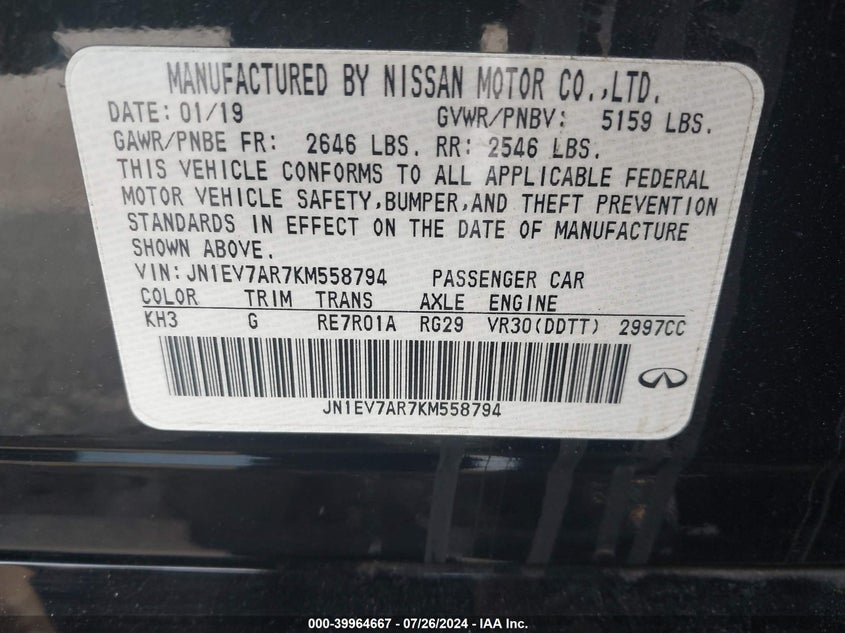 MANUFACTURED BY NISSAN MOTOR CO.,LTD.
DATE: 01/19 GVWR/PNBV: 5159 LBS.
GAWR/PNBE FR: 2646 LBS. RR: 2546 LBS.
THIS VEHICLE CONFORMS TO ALL APPLICABLE FEDERAL
MOTOR VEHICLE SAFETY,BUMPER,AND THEFT PREVENTION
STANDARDS IN EFFECT ON THE DATE OF MANUFACTURE
SHOWN ABOVE.
VIN:JN1EV7AR7KM558794 PASSENGER CAR
COLOR TRIM TRANS AXLE ENGINE
KH3 G RE7R01A RG29 VR30(DDTT) 2997CC
JN1EV7AR7KM558794
000-39964667 - 07/26/2024 - IAA Inc.